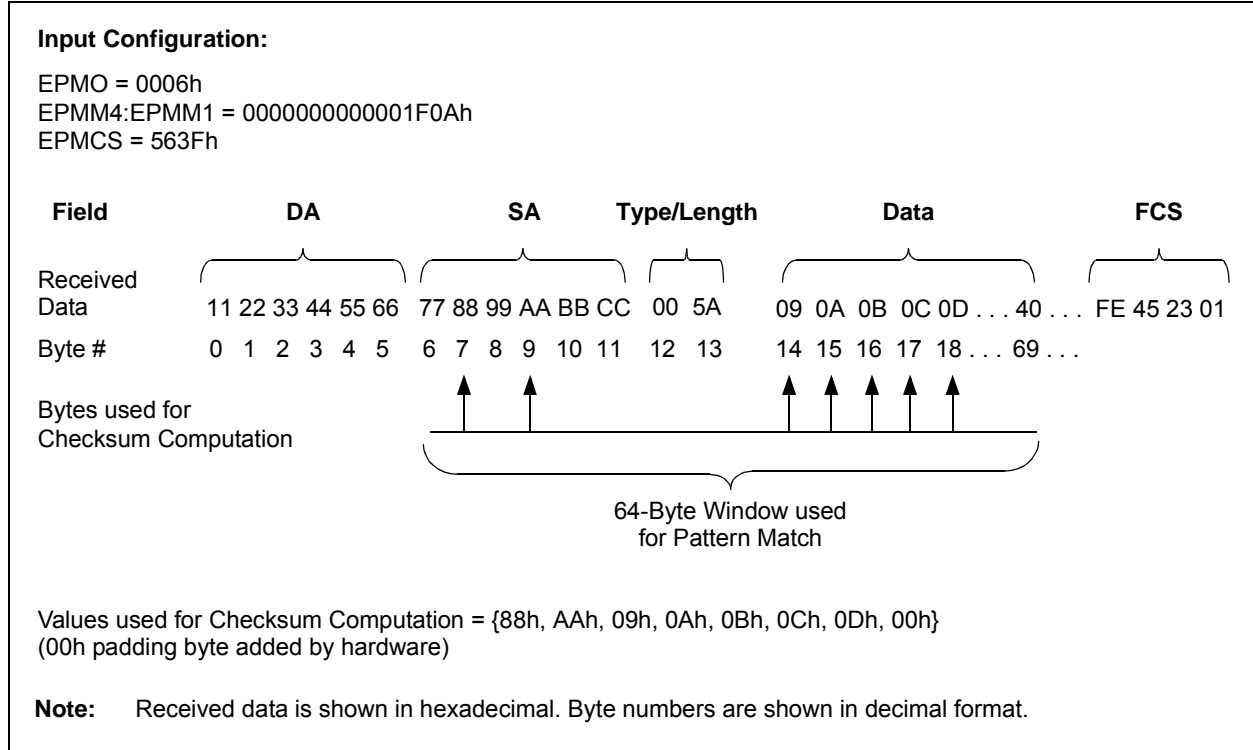 Input Configuration:
EPMO = 0006h
EPMM4:EPMM1 = 0000000000001F0Ah
EPMCS = 563Fh
Field DA SA Type/Length Data FCS
Received
Data 11 22 33 44 55 66 77 88 99 AA BB CC 00 5A 09 0A 0B 0C 0D . . . 40 . . . FE 45 23 01
Byte # 0 1 2 3 4 5 6 7 8 9 10 11 12 13 14 15 16 17 18 . . . 69 . . .
Bytes used for
Checksum Computation
64-Byte Window used
for Pattern Match
Values used for Checksum Computation = {88h, AAh, 09h, 0Ah, 0Bh, 0Ch, 0Dh, 00h}
(00h padding byte added by hardware)
Note: Received data is shown in hexadecimal. Byte numbers are shown in decimal format.